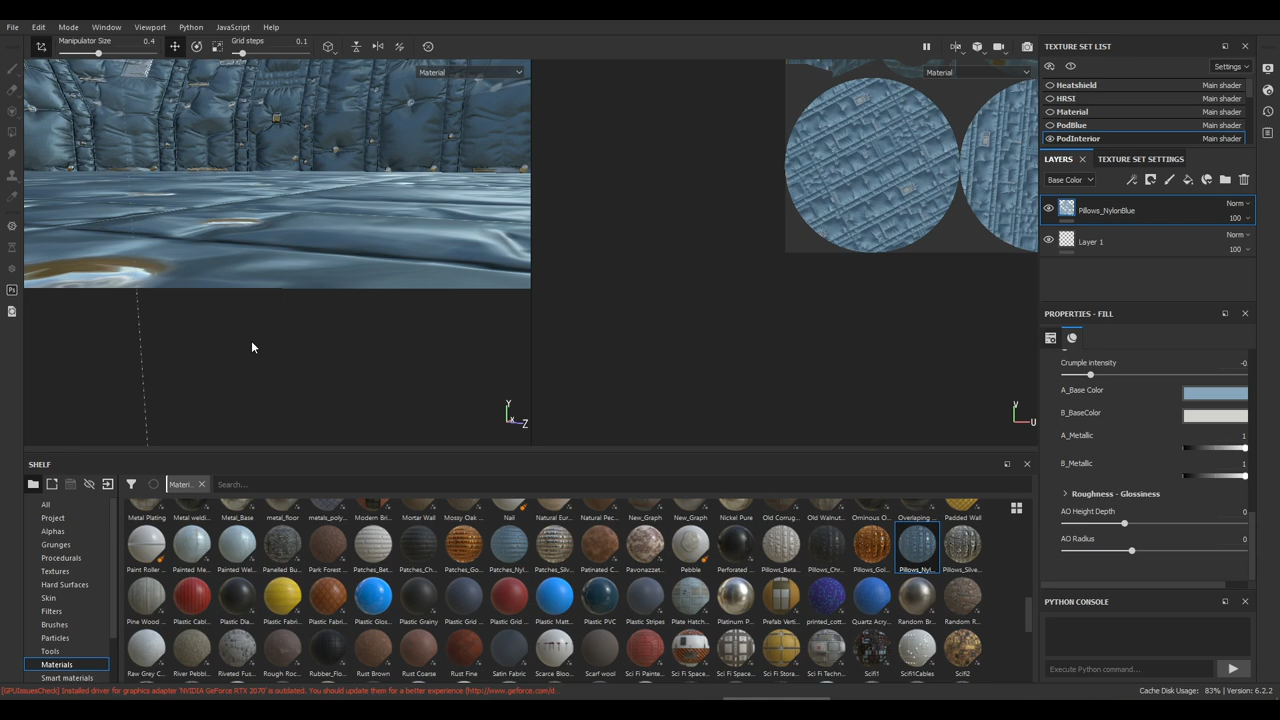 File Edit Mode Window Viewport Python JavaScript Help
Manipulator Size 0.4 Grid steps 0.1
Material
Material
TEXTURE SET LIST
Settings
Heatshield Main shader
HRSI Main shader
Material Main shader
PodBlue Main shader
PodInterior Main shader
LAYERS TEXTURE SET SETTINGS
Base Color
Pillows_NylonBlue Norm 100
Layer 1 Norm 100
PROPERTIES - FILL
Crumple intensity -0
A_Base Color
B_BaseColor
A_Metallic 1
B_Metallic 1
Roughness - Glossiness
AO Height Depth 0
AO Radius 0
PYTHON CONSOLE
Execute Python command...
Y
Z
V
U
SHELF
Materi... Search...
All
Project
Alphas
Grunges
Procedurals
Textures
Hard Surfaces
Skin
Filters
Brushes
Particles
Tools
Materials
Smart materials
Metal Plating Metal weldi... Metal_Base metal_floor metals_poly... Modern Bri... Mortar Wall Mossy Oak ... Nail Natural Eur... Natural Pec... New_Graph New_Graph Nickel Pure Old Corrug... Old Walnut... Ominous O... Overlaping ... Padded Wall
Paint Roller ... Painted Me... Painted Wel... Panelled Bu... Park Forest ... Patches_Bet... Patches_Ch... Patches_Go... Patches_Nyl... Patches_Silv... Patinated C... Pavonazzet... Pebble Perforated ... Pillows_Beta... Pillows_Chr... Pillows_Gol... Pillows_Nyl... Pillows_Silve...
Pine Wood ... Plastic Cabl... Plastic Dia... Plastic Fabri... Plastic Fabri... Plastic Glos... Plastic Grainy Plastic Grid ... Plastic Grid ... Plastic Matt... Plastic PVC Plastic Stripes Plate Hatch... Platinum P... Prefab Verti... printed_cott... Quartz Acry... Random Br... Random R...
Raw Grey C... River Pebbl... Riveted Fus... Rough Roc... Rubber_Flo... Rust Brown Rust Coarse Rust Fine Satin Fabric Scarce Bloo... Scarf wool Sci Fi Painte... Sci Fi Space... Sci Fi Space... Sci Fi Stora... Sci Fi Techn... Scifi1 Scifi1Cables Scifi2
[GPUIssuesCheck] Installed driver for graphics adapter 'NVIDIA GeForce RTX 2070' is outdated. You should update them for a better experience (http://www.geforce.com/d...
Cache Disk Usage: 83% | Version: 6.2.2